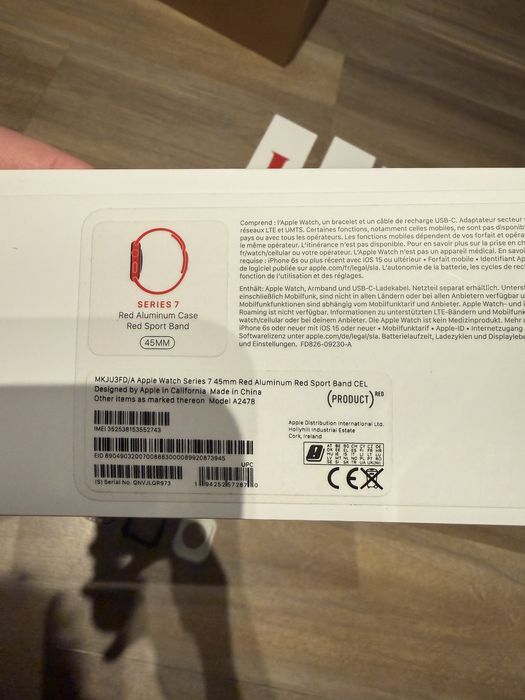 SERIES 7
Red Aluminum Case
Red Sport Band
45MM
Comprend : l'Apple Watch, un bracelet et un câble de recharge USB-C. Adaptateur secteur
réseaux LTE et UMTS. Certaines fonctions, notamment celles mobiles, ne sont pas
pays ou avec tous les opérateurs. Les fonctions mobiles dépendent de vos forfait et
le même opérateur. L'itinérance n'est pas disponible. Pour en savoir plus sur la prise en
fr/watch/cellular ou votre opérateur. L'Apple Watch n'est pas un appareil médical. En
requise : iPhone 6s ou plus récent avec iOS 15 ou ultérieur • Forfait mobile • Identifiant
de logiciel publiée sur apple.com/fr/legal/sla. L'autonomie de la batterie, les cycles de
fonction de l'utilisation et des réglages.
Enthält: Apple Watch, Armband und USB-C-Ladekabel. Netzteil separat erhältlich.
einschließlich Mobilfunk, sind nicht in allen Ländern oder bei allen Anbietern verfügbar
Mobilfunkfunktionen sind abhängig von Mobilfunktarif und Anbieter. Apple Watch- und
Roaming ist nicht verfügbar. Informationen zu unterstützten LTE-Bändern und
watch/cellular oder bei deinem Anbieter. Die Apple Watch ist kein Medizinprodukt. Mehr
iPhone 6s oder neuer mit iOS 15 oder neuer • Mobilfunktarif • Apple-ID • Internetzugang
Softwarelizenz unter apple.com/de/legal/sla. Batterielaufzeit, Ladezyklen und
und Einstellungen. FD826-09230-A
MKJU3FD/A Apple Watch Series 7 45mm Red Aluminum Red Sport Band CEL
Designed by Apple in California Made in China
Other items as marked thereon Model A2478
(PRODUCT)RED
IMEI 352538153552743
EID 89049032007008883000089920873945
UPC
(S) Serial No. QNVJLQR973
1 94252 57287 0
Apple Distribution International Ltd.
Hollyhill Industrial Estate
Cork, Ireland
CE